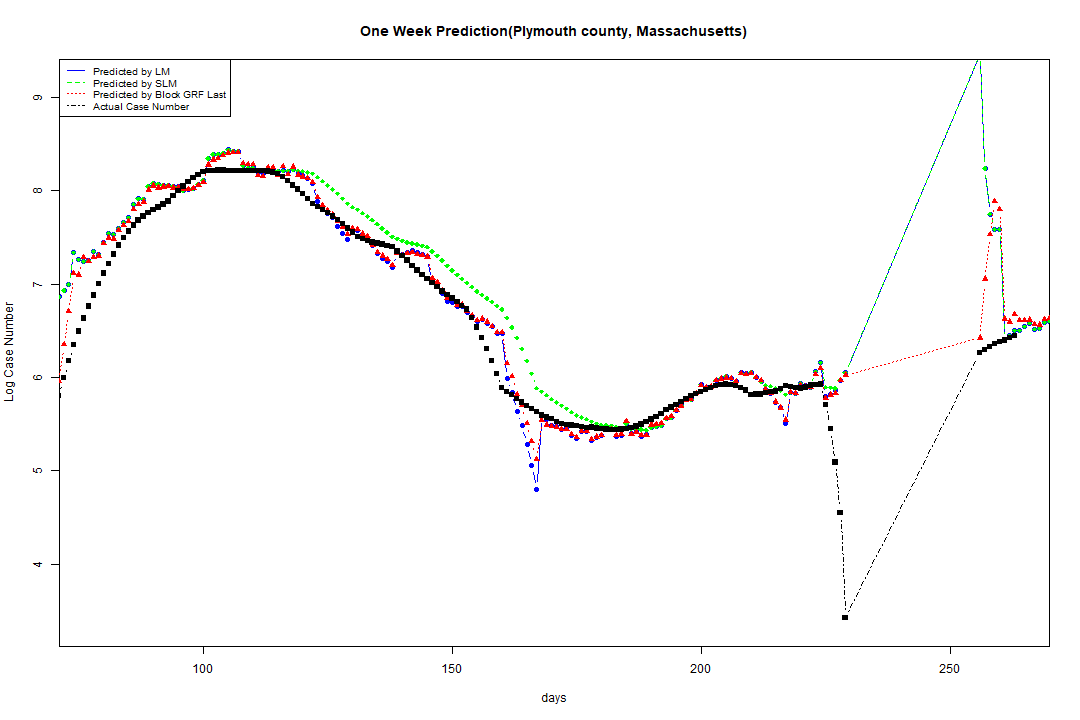 One Week Prediction(Plymouth county, Massachusetts)
Predicted by LM
Predicted by SLM
Predicted by Block GRF Last
Actual Case Number
9
8
7
6
5
4
Log Case Number
100 150 200 250
days